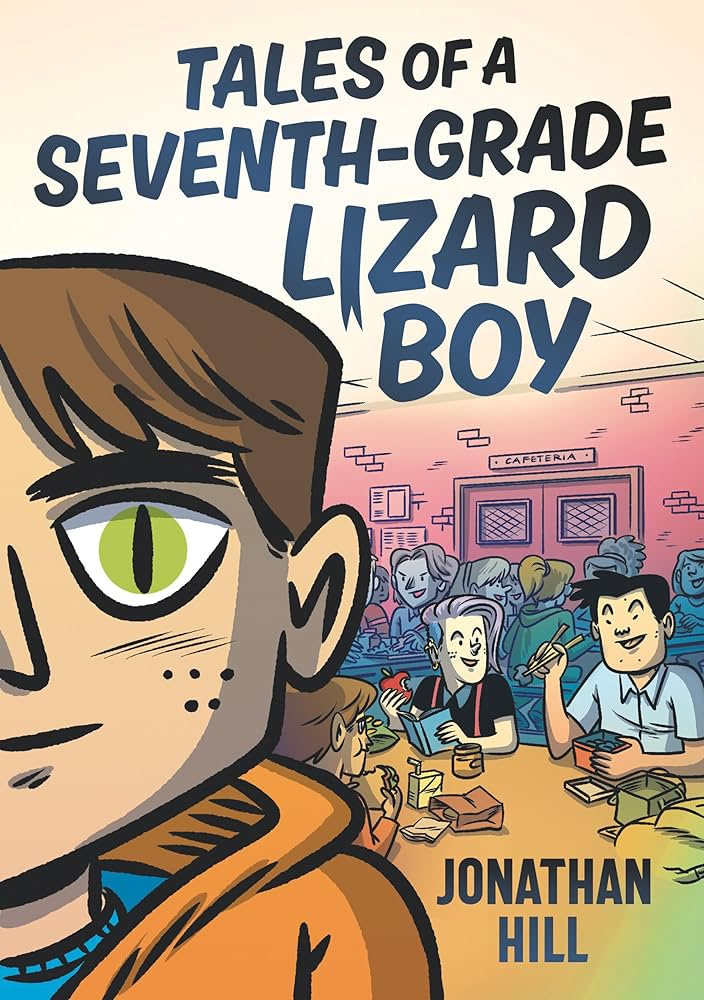 TALES OF A
SEVENTH-GRADE
LIZARD
BOY
CAFETERIA
JONATHAN
HILL